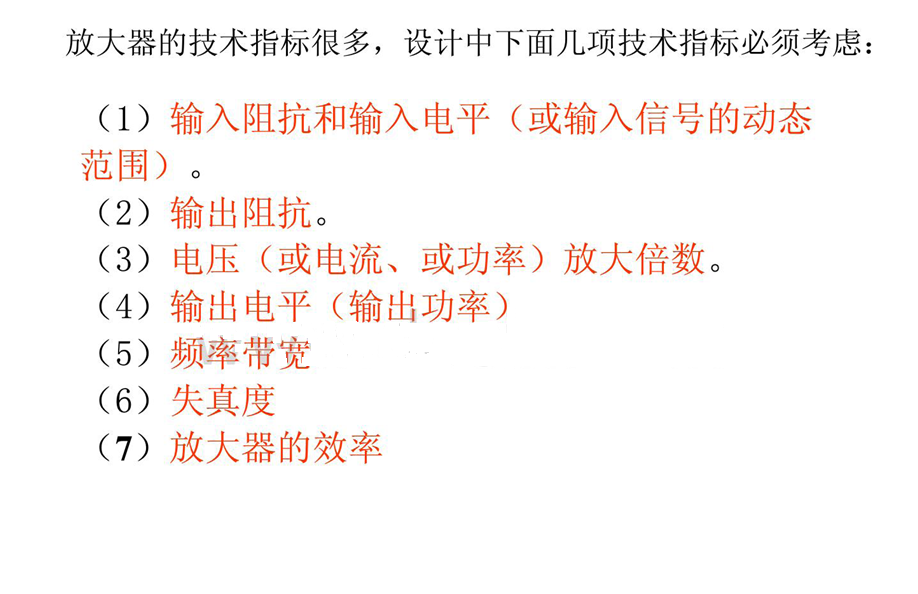 放大器的技术指标很多，设计中下面几项技术指标必须考虑：
（1）输入阻抗和输入电平（或输入信号的动态
范围）。
（2）输出阻抗。
（3）电压（或电流、或功率）放大倍数。
（4）输出电平（输出功率）
（5）频率带宽
（6）失真度
（7）放大器的效率